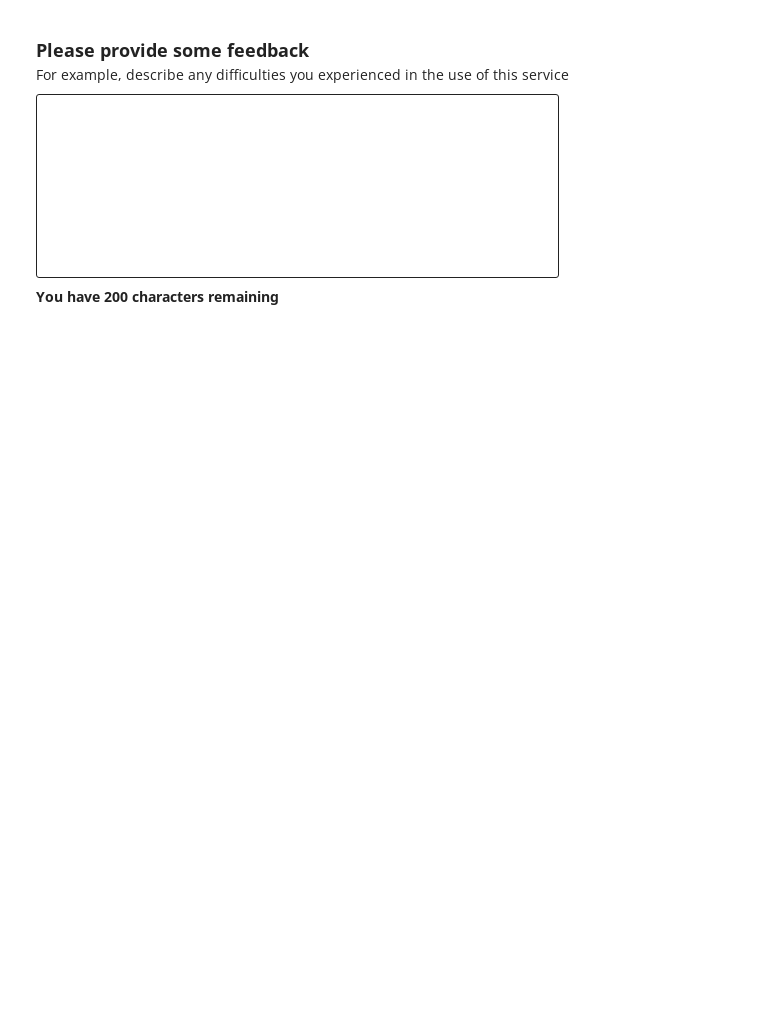 Please provide some feedback
For example, describe any difficulties you experienced in the use of this service
You have 200 characters remaining